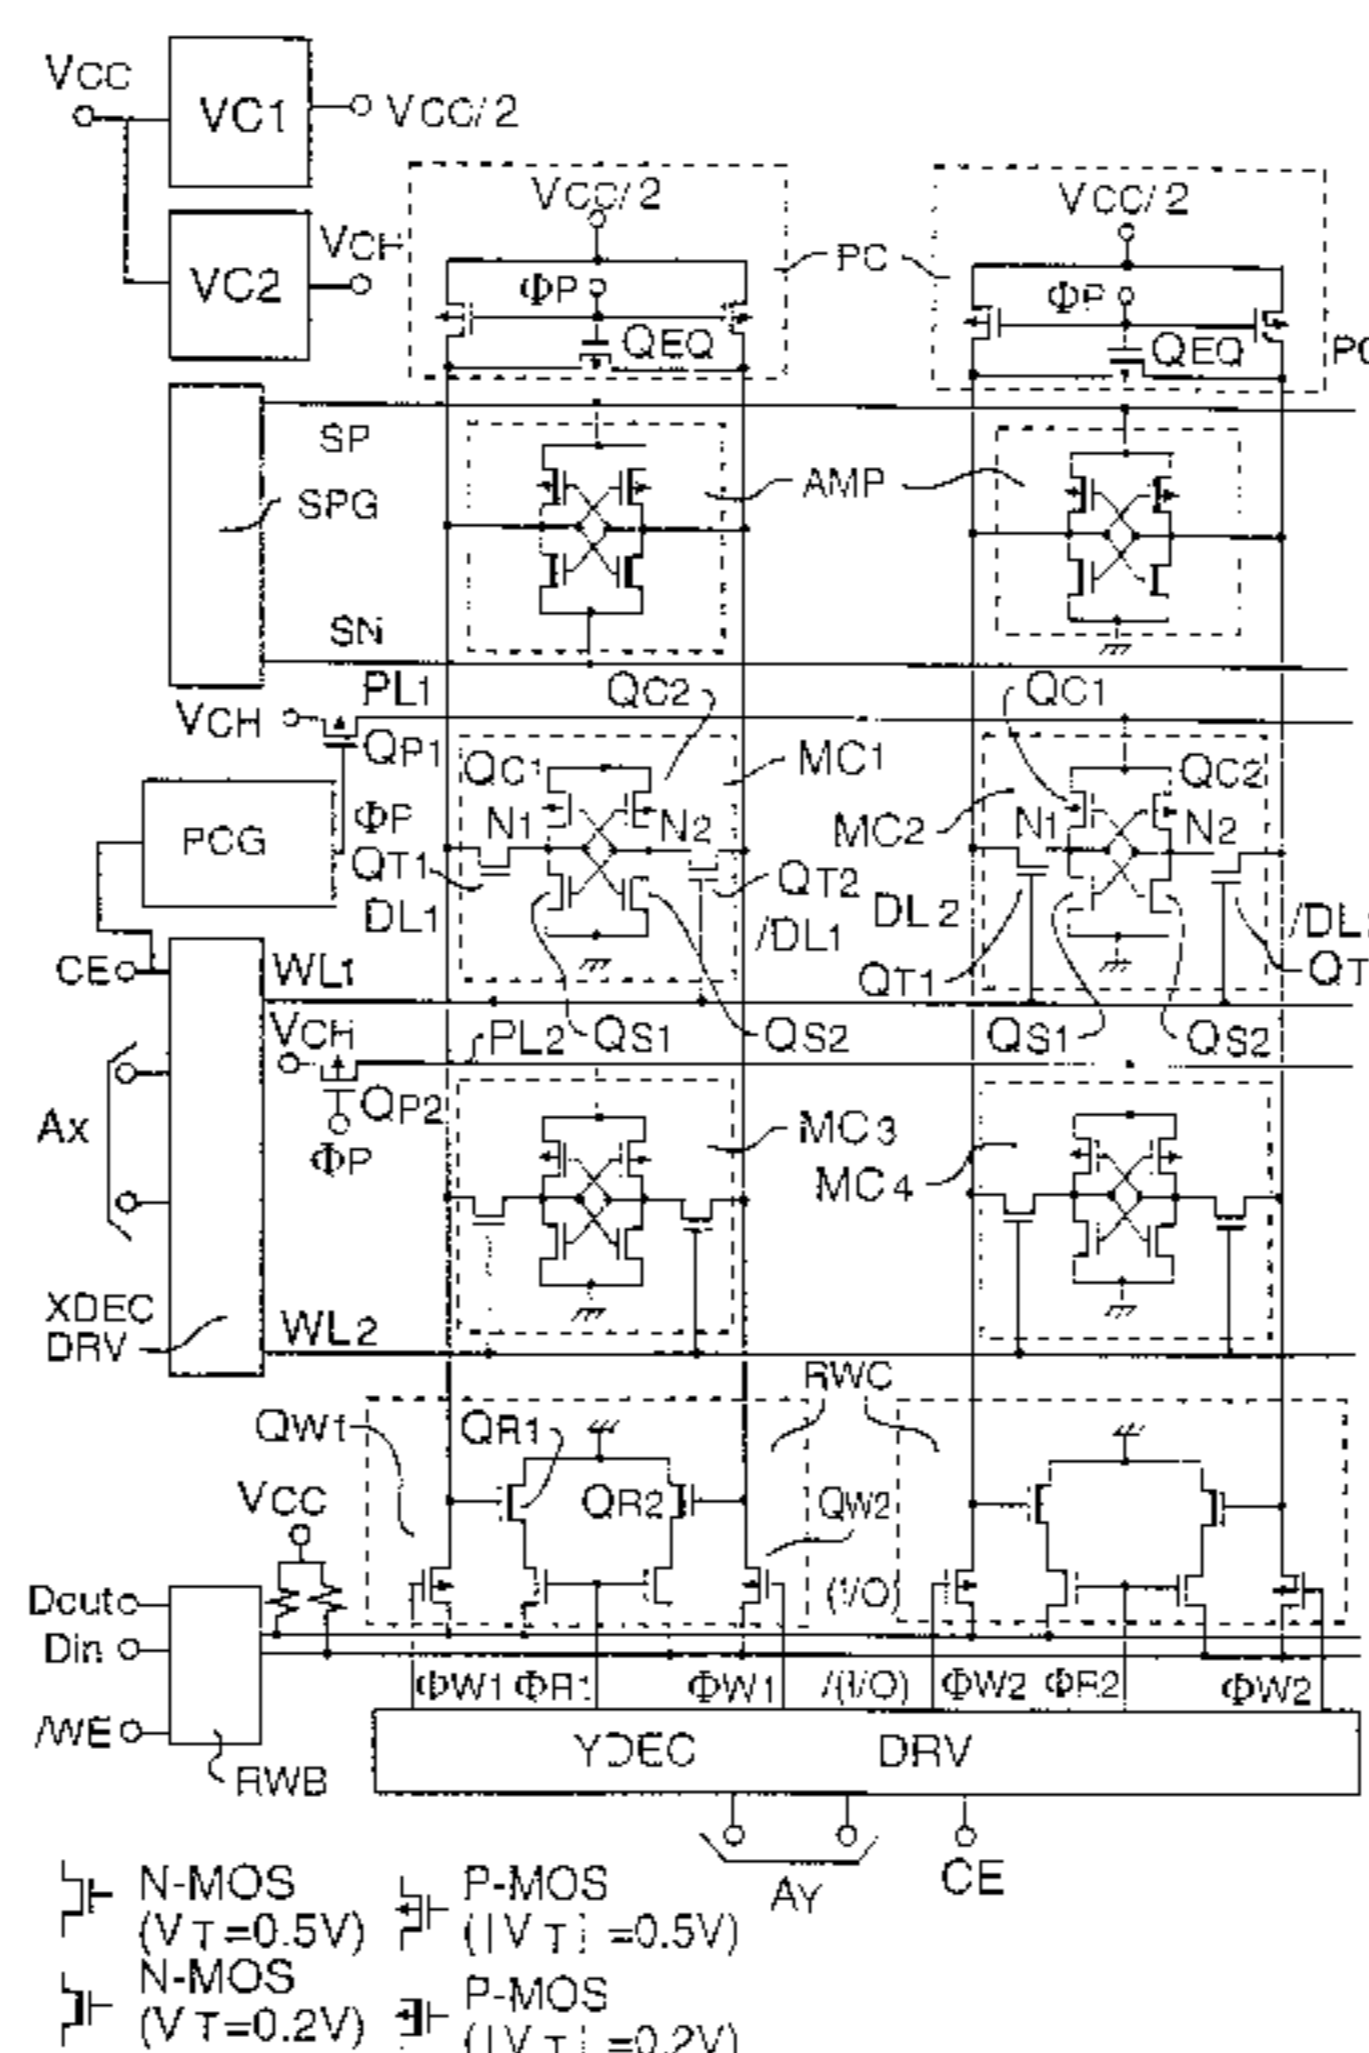 VCC
VC1
VCC/2
VC2
VCH
VCC/2
VCC/2
ΦP
PC
ΦP
QEQ
QEQ
SP
SPG
AMP
SN
PL1
QC2
QC1
VCH
QP1
QC1
MC1
QC2
PCG
ΦP
N1
N2
MC2
N1
N2
QT1
QT2
DL1
/DL1
DL2
CE
WL1
QT1
VCH
PL2
QS1
QS2
QS1
QS2
AX
QP2
ΦP
MC3
MC4
XDEC
DRV
WL2
RWC
QW1
QR1
QR2
QW2
VCC
Dout
(I/O)
Din
ΦW1
ΦR1
ΦW1
/(I/O)
ΦW2
ΦR2
ΦW2
/WE
RWB
YDEC DRV
AY
CE
N-MOS
(VT=0.5V)
P-MOS
(|VT|=0.5V)
N-MOS
(VT=0.2V)
P-MOS
(|VT|=0.2V)